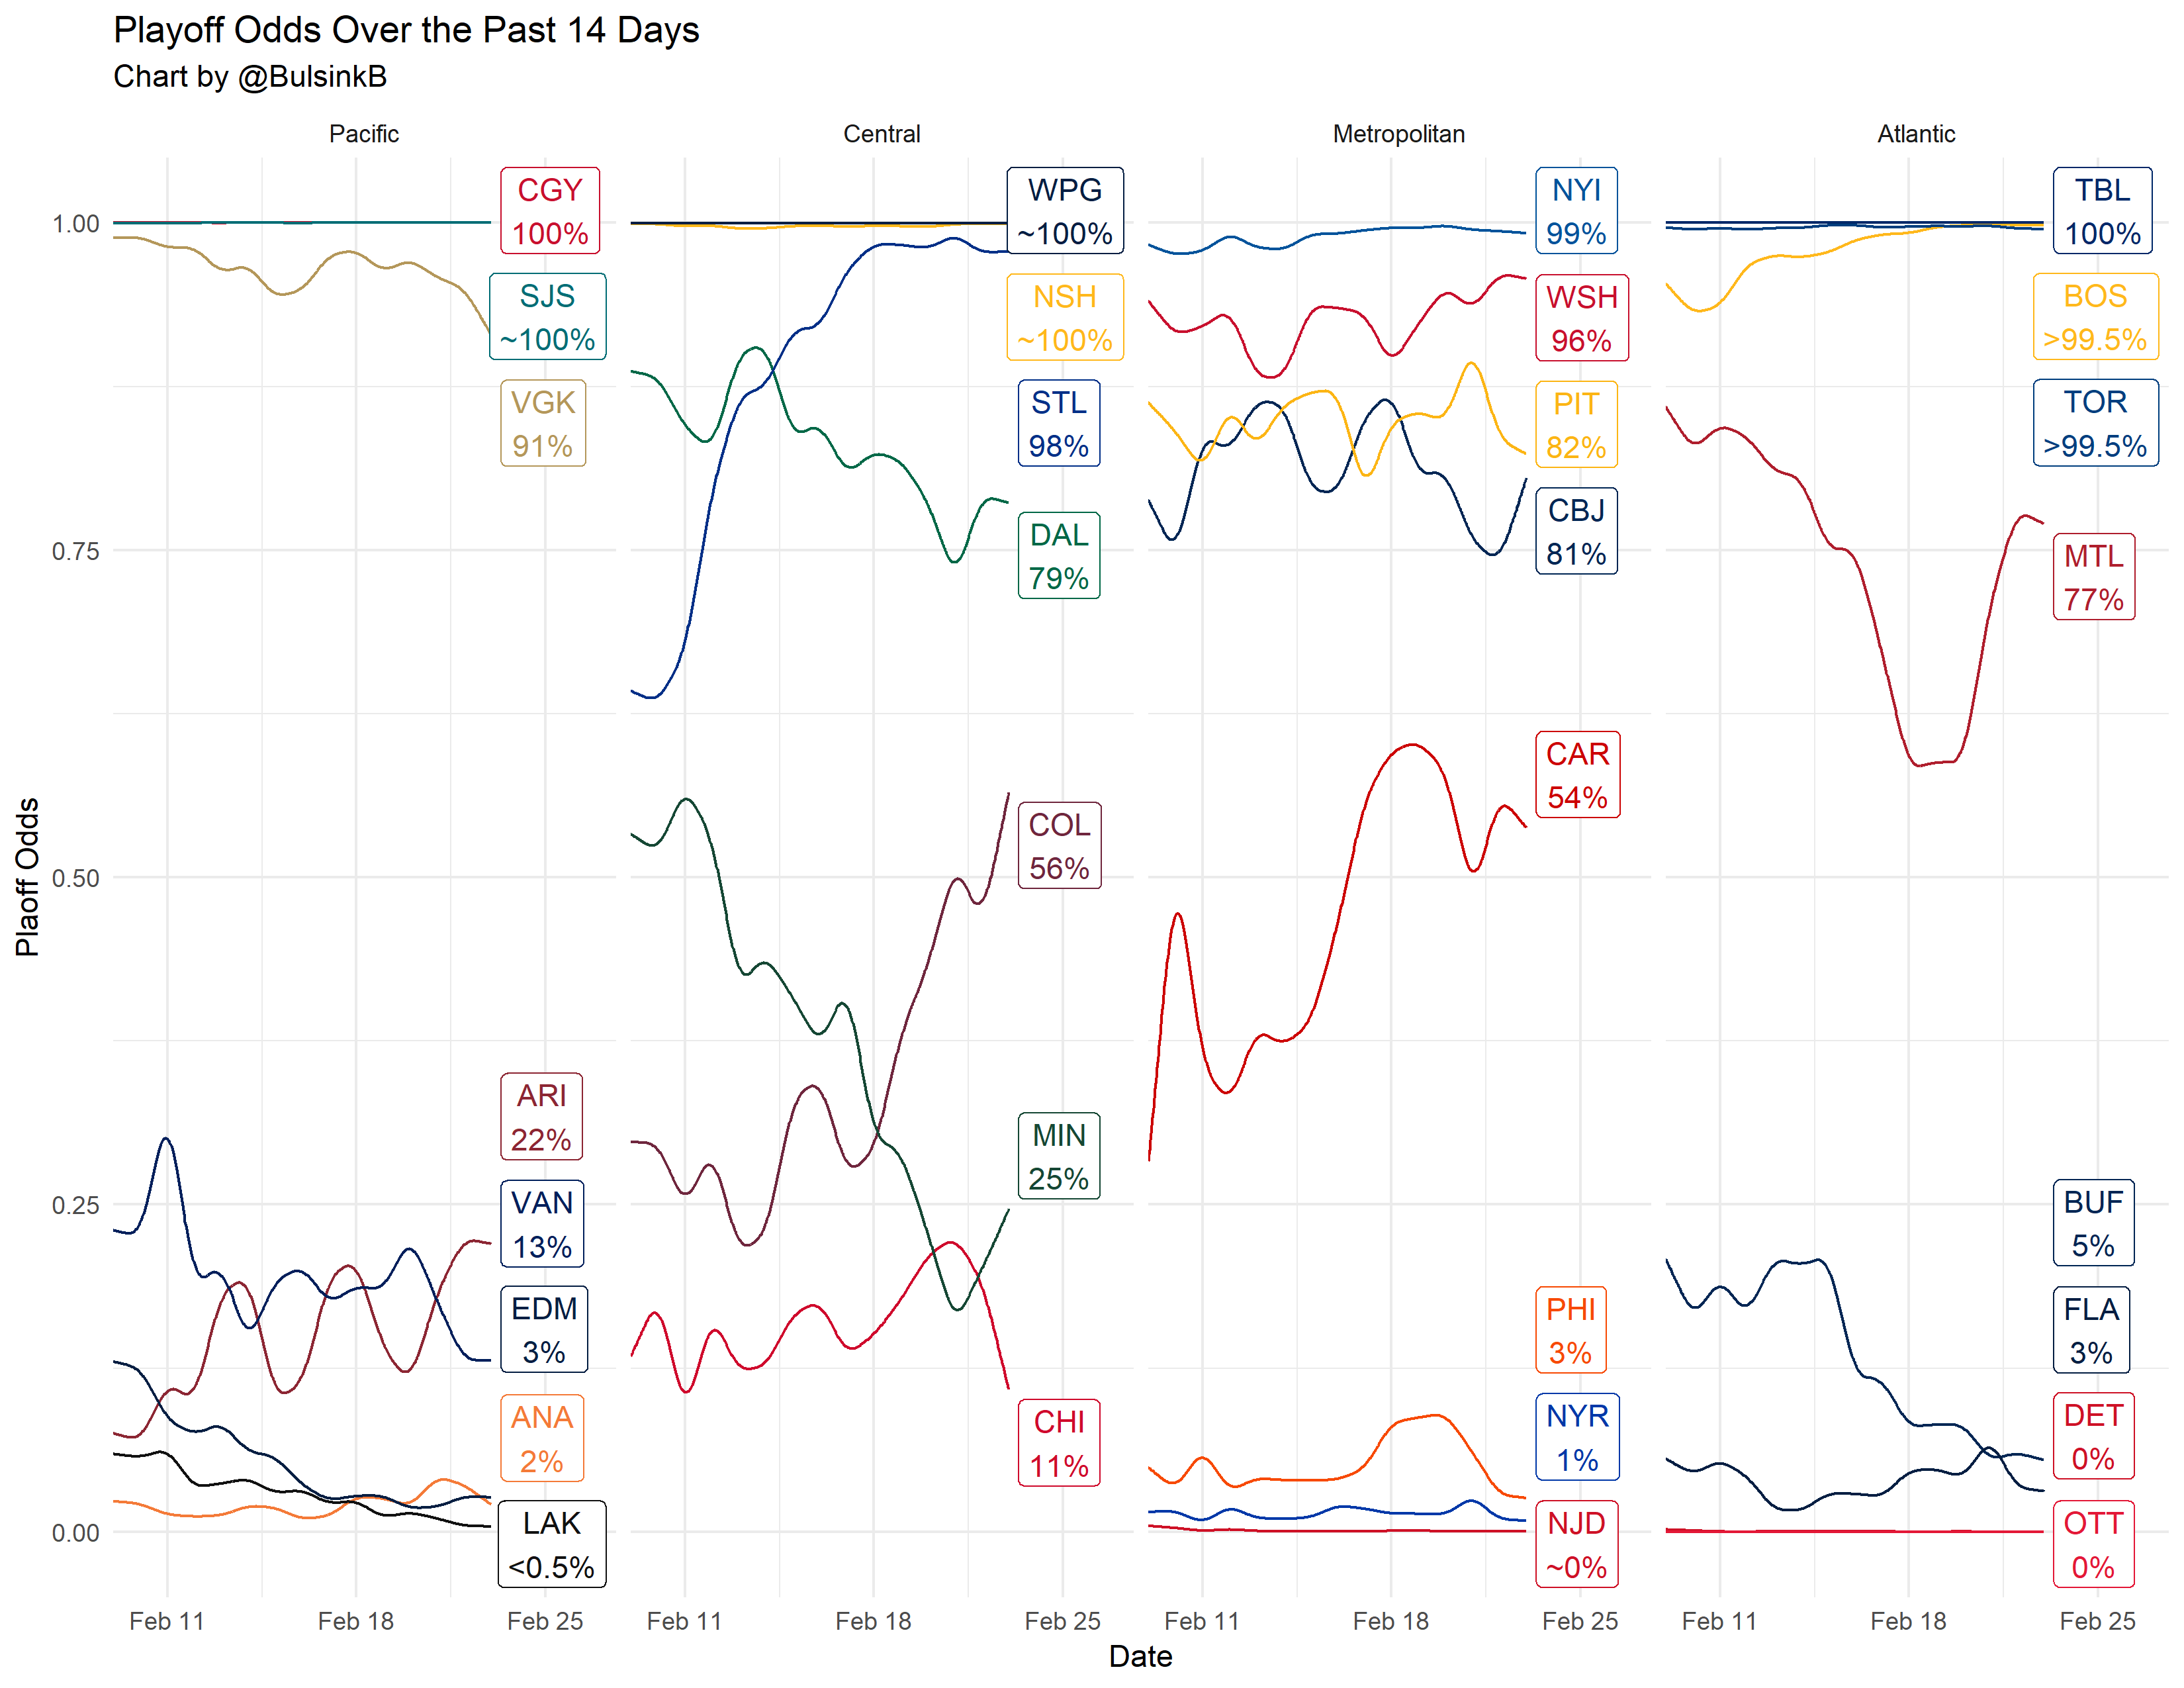 Playoff Odds Over the Past 14 Days
Chart by @BulsinkB
Pacific
Central
Metropolitan
Atlantic
Plaoff Odds
1.00
0.75
0.50
0.25
0.00
CGY
100%
SJS
~100%
VGK
91%
ARI
22%
VAN
13%
EDM
3%
ANA
2%
LAK
<0.5%
WPG
~100%
NSH
~100%
STL
98%
DAL
79%
COL
56%
MIN
25%
CHI
11%
NYI
99%
WSH
96%
PIT
82%
CBJ
81%
CAR
54%
PHI
3%
NYR
1%
NJD
~0%
TBL
100%
BOS
>99.5%
TOR
>99.5%
MTL
77%
BUF
5%
FLA
3%
DET
0%
OTT
0%
Feb 11
Feb 18
Feb 25
Feb 11
Feb 18
Feb 25
Feb 11
Feb 18
Feb 25
Feb 11
Feb 18
Feb 25
Date